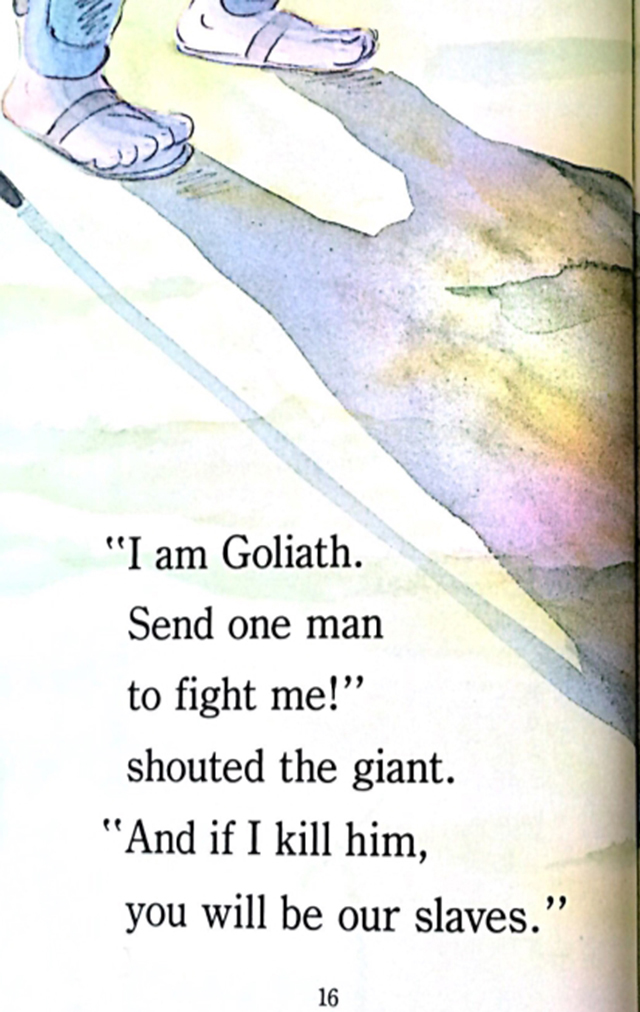 "I am Goliath.
Send one man
to fight me!"
shouted the giant.
"And if I kill him,
you will be our slaves."
16